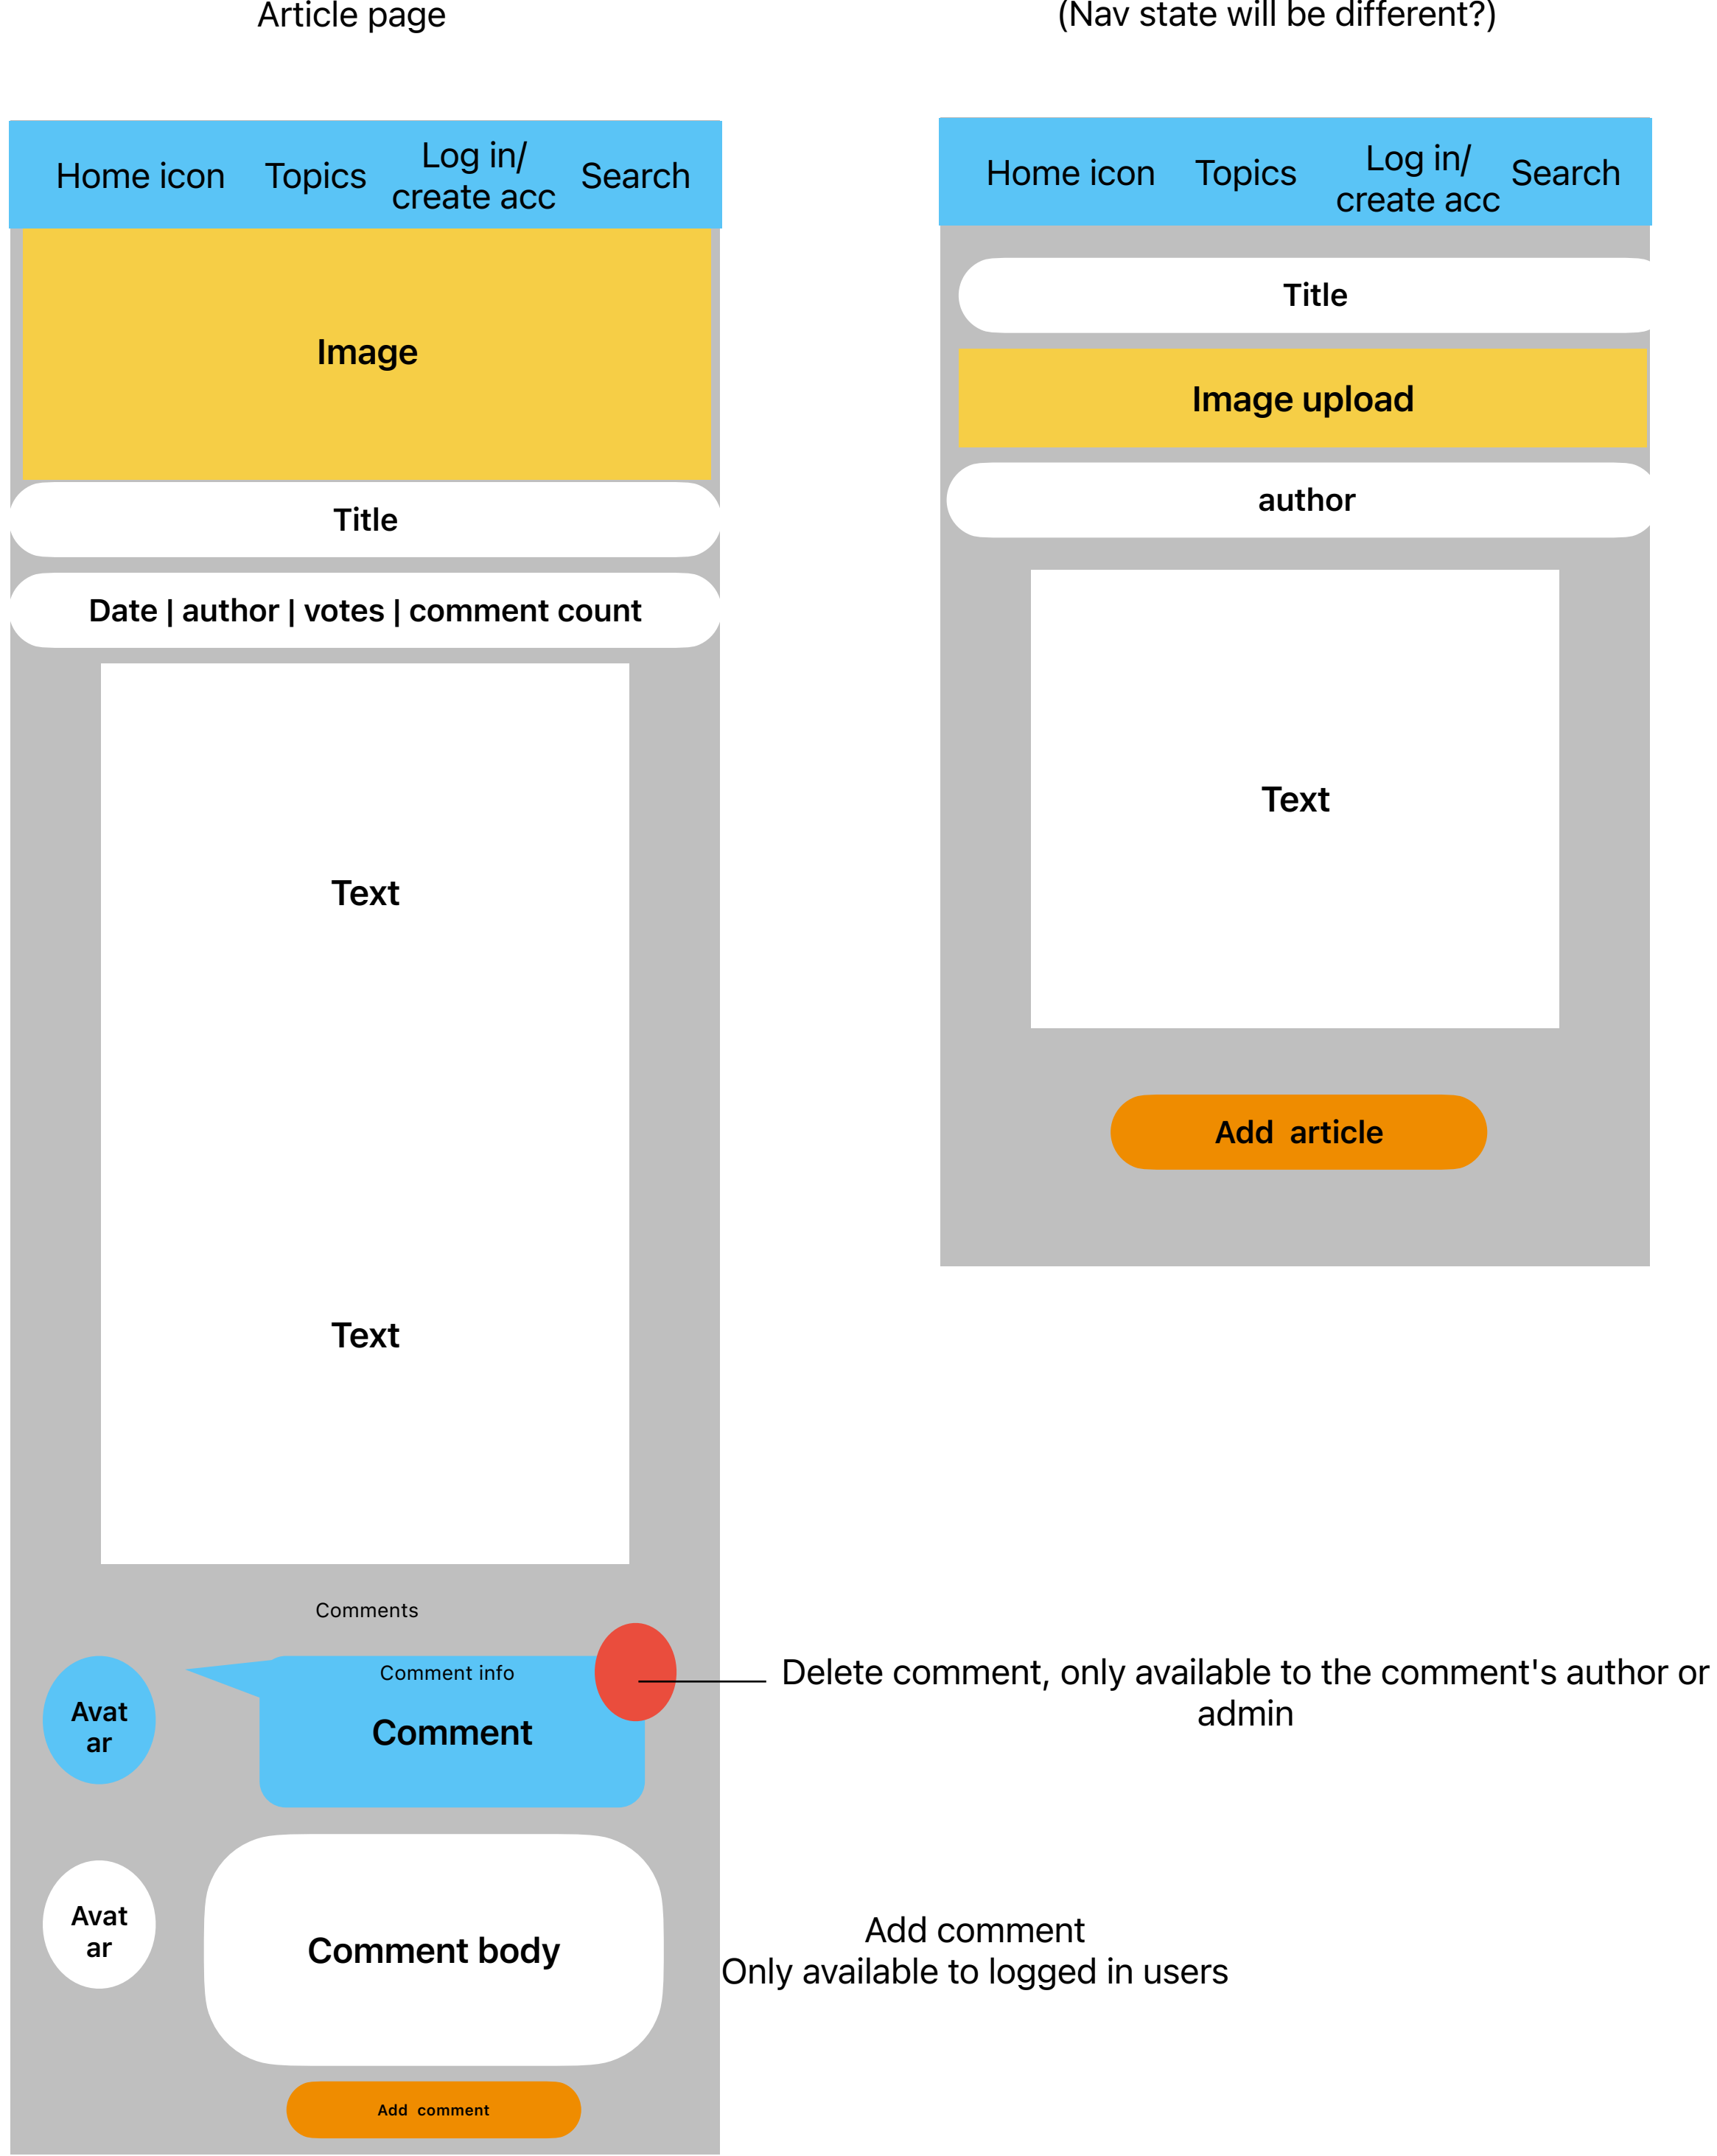 Article page
Home icon
Topics
Log in/
create acc
Search
Image
Title
Date | author | votes | comment count
Text
Text
Comments
Avat
ar
Comment info
Comment
Delete comment, only available to the comment's author or
admin
Avat
ar
Comment body
Add comment
Only available to logged in users
Add comment
(Nav state will be different?)
Home icon
Topics
Log in/
create acc
Search
Title
Image upload
author
Text
Add article